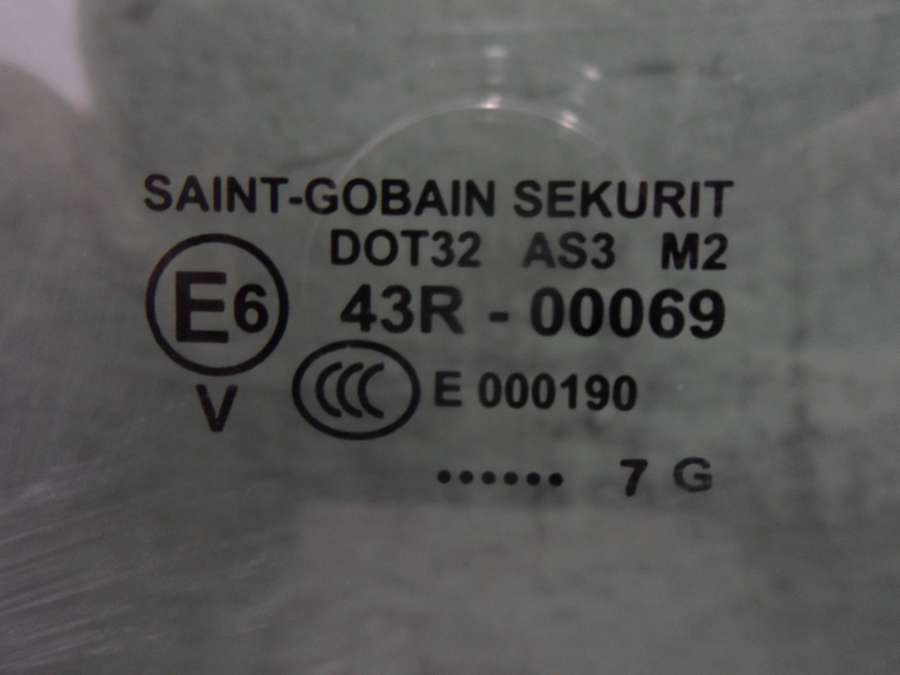 SAINT-GOBAIN SEKURIT
DOT32 AS3 M2
E6 43R - 00069
V CCC E 000190
...... 7 G